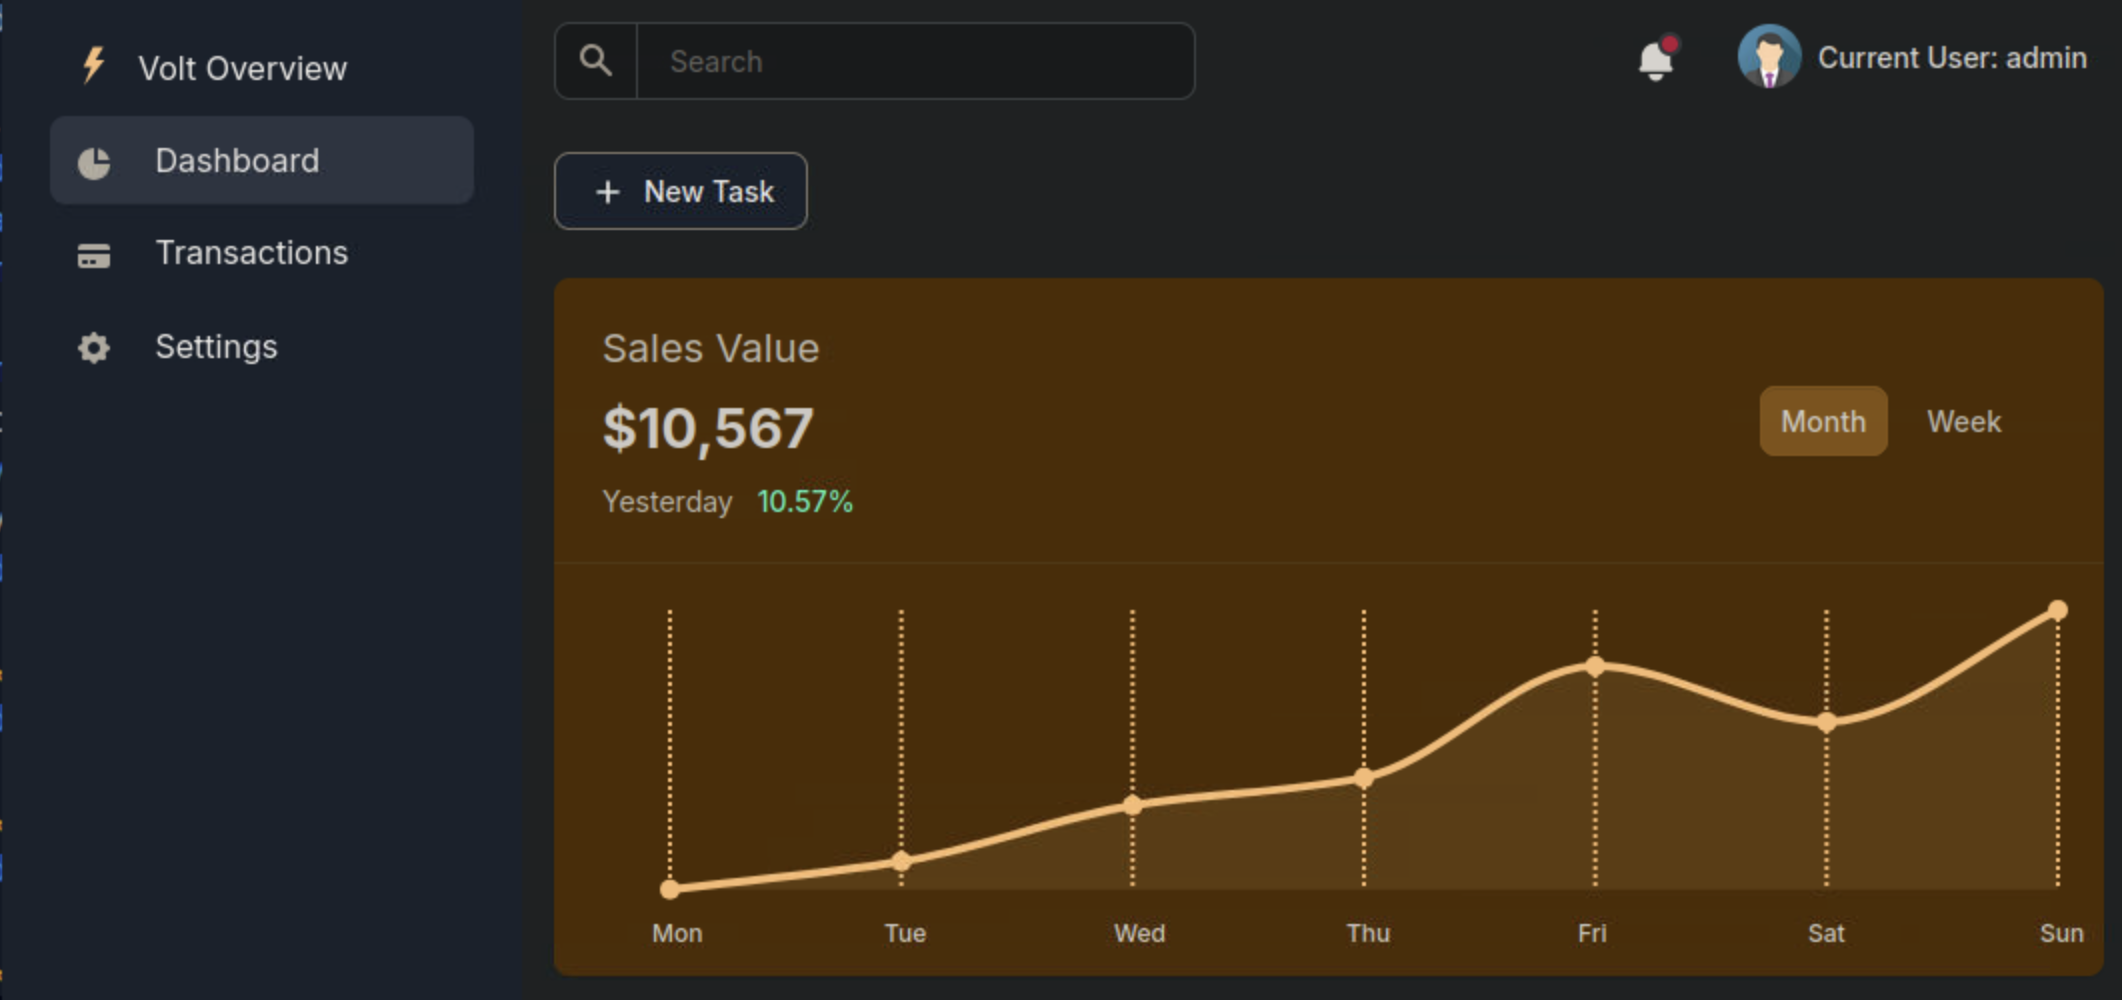 Volt Overview
Dashboard
Transactions
Settings
Search
Current User: admin
New Task
Sales Value
$10,567
Yesterday 10.57%
Month Week
Mon Tue Wed Thu Fri Sat Sun